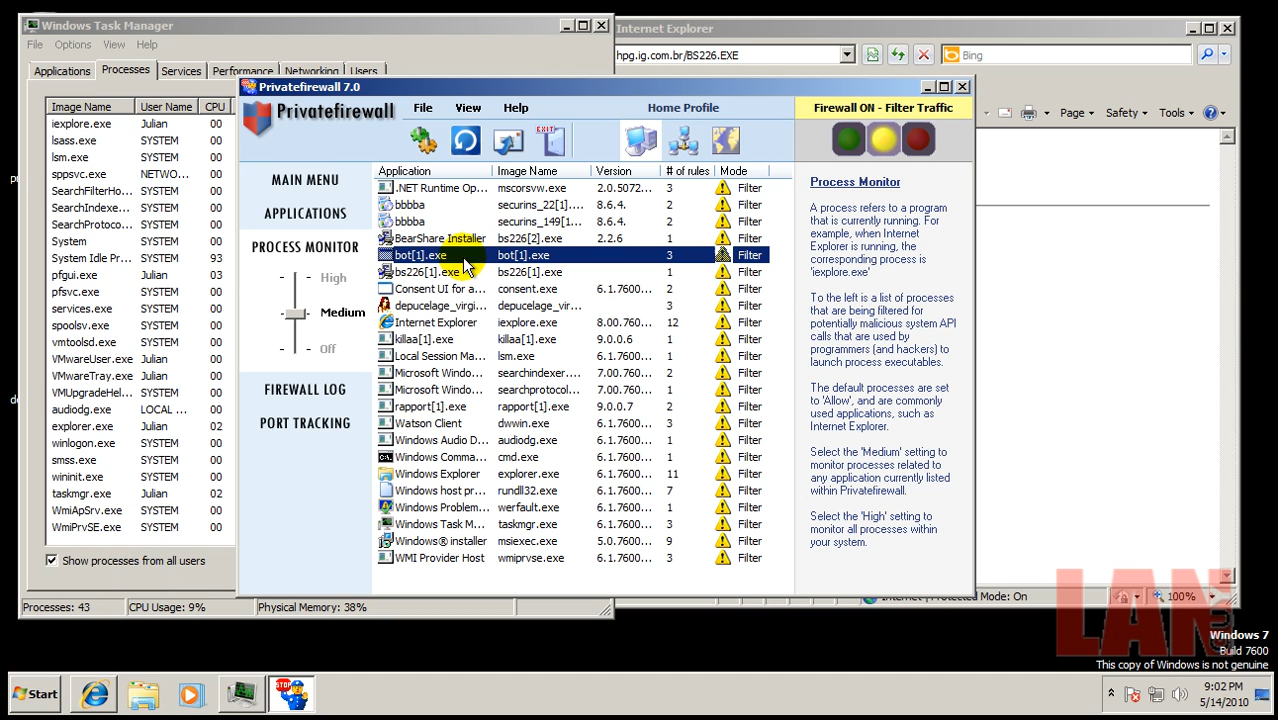 Windows Task Manager
File Options View Help
Applications Processes Services Performance Networking Users
Image Name User Name CPU
iexplore.exe Julian 00
lsass.exe SYSTEM 00
lsm.exe SYSTEM 00
sppsvc.exe NETWO... 00
SearchFilterHo... SYSTEM 00
SearchIndexe... SYSTEM 00
SearchProtoco... SYSTEM 00
System SYSTEM 00
System Idle Pr... SYSTEM 93
pfgui.exe Julian 03
pfsvc.exe SYSTEM 00
services.exe SYSTEM 00
spoolsv.exe SYSTEM 00
vmtoolsd.exe SYSTEM 00
VMwareUser.exe Julian 00
VMwareTray.exe Julian 00
VMUpgradeHel... SYSTEM 00
audiodg.exe LOCAL ... 00
explorer.exe Julian 02
winlogon.exe SYSTEM 00
smss.exe SYSTEM 00
wininit.exe SYSTEM 00
taskmgr.exe Julian 02
WmiApSrv.exe SYSTEM 00
WmiPrvSE.exe SYSTEM 00
Show processes from all users
Processes: 43 CPU Usage: 9% Physical Memory: 38%
Internet Explorer
hpg.ig.com.br/BS226.EXE
Bing
Page Safety Tools
Privatefirewall 7.0
Privatefirewall
File View Help Home Profile
EXIT
MAIN MENU
APPLICATIONS
PROCESS MONITOR
High
Medium
Off
FIREWALL LOG
PORT TRACKING
Application Image Name Version # of rules Mode
.NET Runtime Op... mscorsvw.exe 2.0.5072... 3 Filter
bbbba securins_22[1].... 8.6.4. 2 Filter
bbbba securins_149[1... 8.6.4. 2 Filter
BearShare Installer bs226[2].exe 2.2.6 1 Filter
bot[1].exe bot[1].exe 3 Filter
bs226[1].exe bs226[1].exe 1 Filter
Consent UI for a... consent.exe 6.1.7600... 2 Filter
depucelage_virgi... depucelage_vir... 3 Filter
Internet Explorer iexplore.exe 8.00.760... 12 Filter
killaa[1].exe killaa[1].exe 9.0.0.6 1 Filter
Local Session Ma... lsm.exe 6.1.7600... 1 Filter
Microsoft Windo... searchindexer... 7.00.760... 2 Filter
Microsoft Windo... searchprotocol... 7.00.760... 1 Filter
rapport[1].exe rapport[1].exe 9.0.0.7 2 Filter
Watson Client dwwin.exe 6.1.7600... 3 Filter
Windows Audio D... audiodg.exe 6.1.7600... 1 Filter
Windows Comma... cmd.exe 6.1.7600... 1 Filter
Windows Explorer explorer.exe 6.1.7600... 11 Filter
Windows host pr... rundll32.exe 6.1.7600... 7 Filter
Windows Problem... werfault.exe 6.1.7600... 1 Filter
Windows Task M... taskmgr.exe 6.1.7600... 3 Filter
Windows® installer msiexec.exe 5.0.7600... 9 Filter
WMI Provider Host wmiprvse.exe 6.1.7600... 3 Filter
Firewall ON - Filter Traffic
Process Monitor
A process refers to a program
that is currently running. For
example, when Internet
Explorer is running, the
corresponding process is
'iexplore.exe'
To the left is a list of processes
that are being filtered for
potentially malicious system API
calls that are used by
programmers (and hackers) to
launch process executables.
The default processes are set
to 'Allow', and are commonly
used applications, such as
Internet Explorer.
Select the 'Medium' setting to
monitor processes related to
any application currently listed
within Privatefirewall.
Select the 'High' setting to
monitor all processes within
your system.
Internet | Protected Mode: On 100%
LAN
Windows 7
Build 7600
This copy of Windows is not genuine
Start
STOP
9:02 PM
5/14/2010